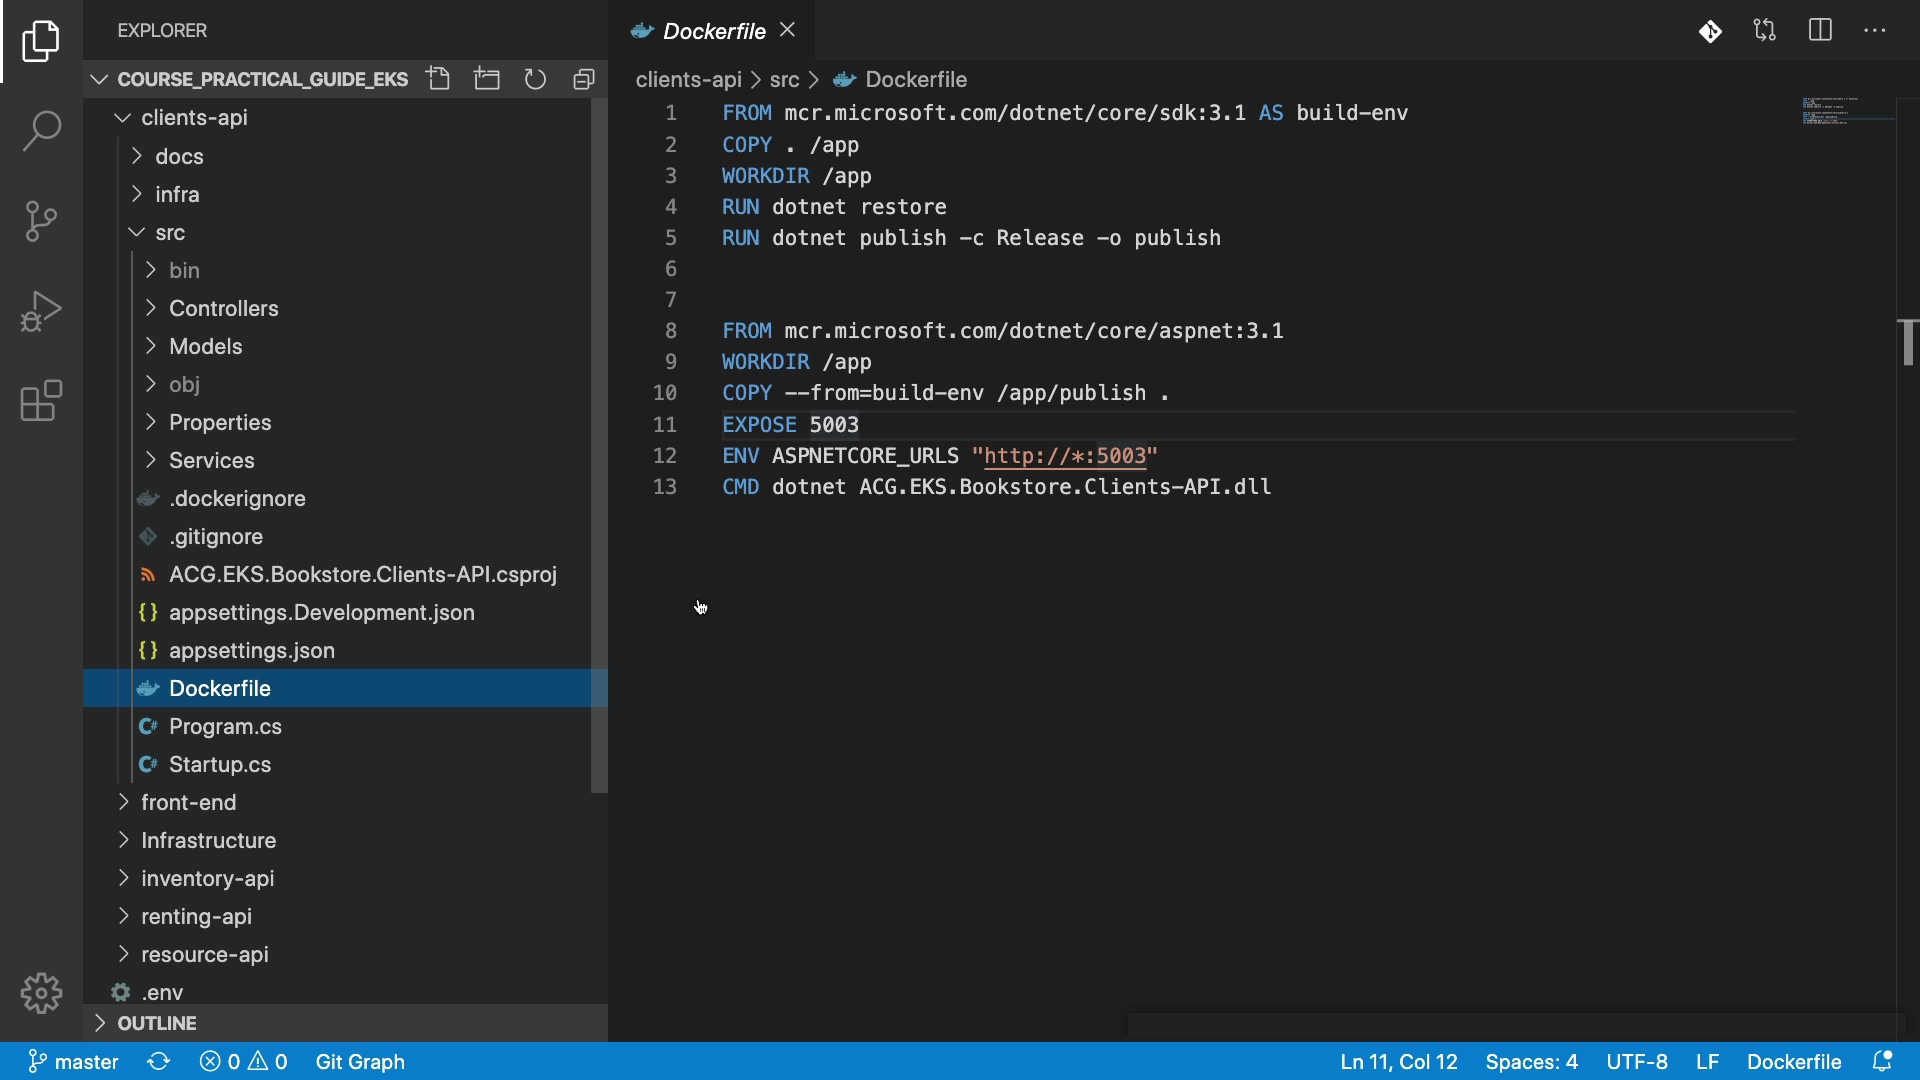 EXPLORER
COURSE_PRACTICAL_GUIDE_EKS
clients-api
docs
infra
src
bin
Controllers
Models
obj
Properties
Services
.dockerignore
.gitignore
ACG.EKS.Bookstore.Clients-API.csproj
{} appsettings.Development.json
{} appsettings.json
Dockerfile
C# Program.cs
C# Startup.cs
front-end
Infrastructure
inventory-api
renting-api
resource-api
.env
OUTLINE
Dockerfile
clients-api > src > Dockerfile
1 FROM mcr.microsoft.com/dotnet/core/sdk:3.1 AS build-env
2 COPY . /app
3 WORKDIR /app
4 RUN dotnet restore
5 RUN dotnet publish -c Release -o publish
6
7
8 FROM mcr.microsoft.com/dotnet/core/aspnet:3.1
9 WORKDIR /app
10 COPY --from=build-env /app/publish .
11 EXPOSE 5003
12 ENV ASPNETCORE_URLS "http://*:5003"
13 CMD dotnet ACG.EKS.Bookstore.Clients-API.dll
master 0 0 Git Graph Ln 11, Col 12 Spaces: 4 UTF-8 LF Dockerfile